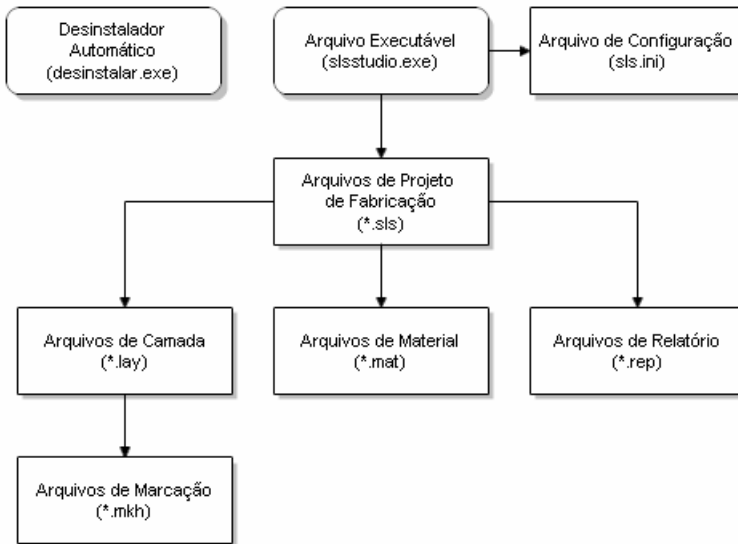 Desinstalador
Automático
(desinstalar.exe)
Arquivo Executável
(slsstudio.exe)
Arquivo de Configuração
(sls.ini)
Arquivos de Projeto
de Fabricação
(*.sls)
Arquivos de Camada
(*.lay)
Arquivos de Material
(*.mat)
Arquivos de Relatório
(*.rep)
Arquivos de Marcação
(*.mkh)